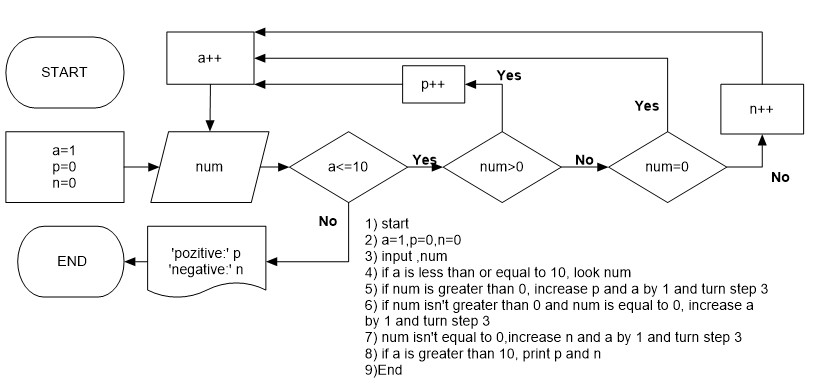 START
a++
p++
Yes
Yes
n++
a=1
p=0
n=0
num
a<=10
Yes
num>0
No
num=0
No
No
END
'pozitive:' p
'negative:' n
1) start
2) a=1,p=0,n=0
3) input ,num
4) if a is less than or equal to 10, look num
5) if num is greater than 0, increase p and a by 1 and turn step 3
6) if num isn't greater than 0 and num is equal to 0, increase a
by 1 and turn step 3
7) num isn't equal to 0,increase n and a by 1 and turn step 3
8) if a is greater than 10, print p and n
9)End